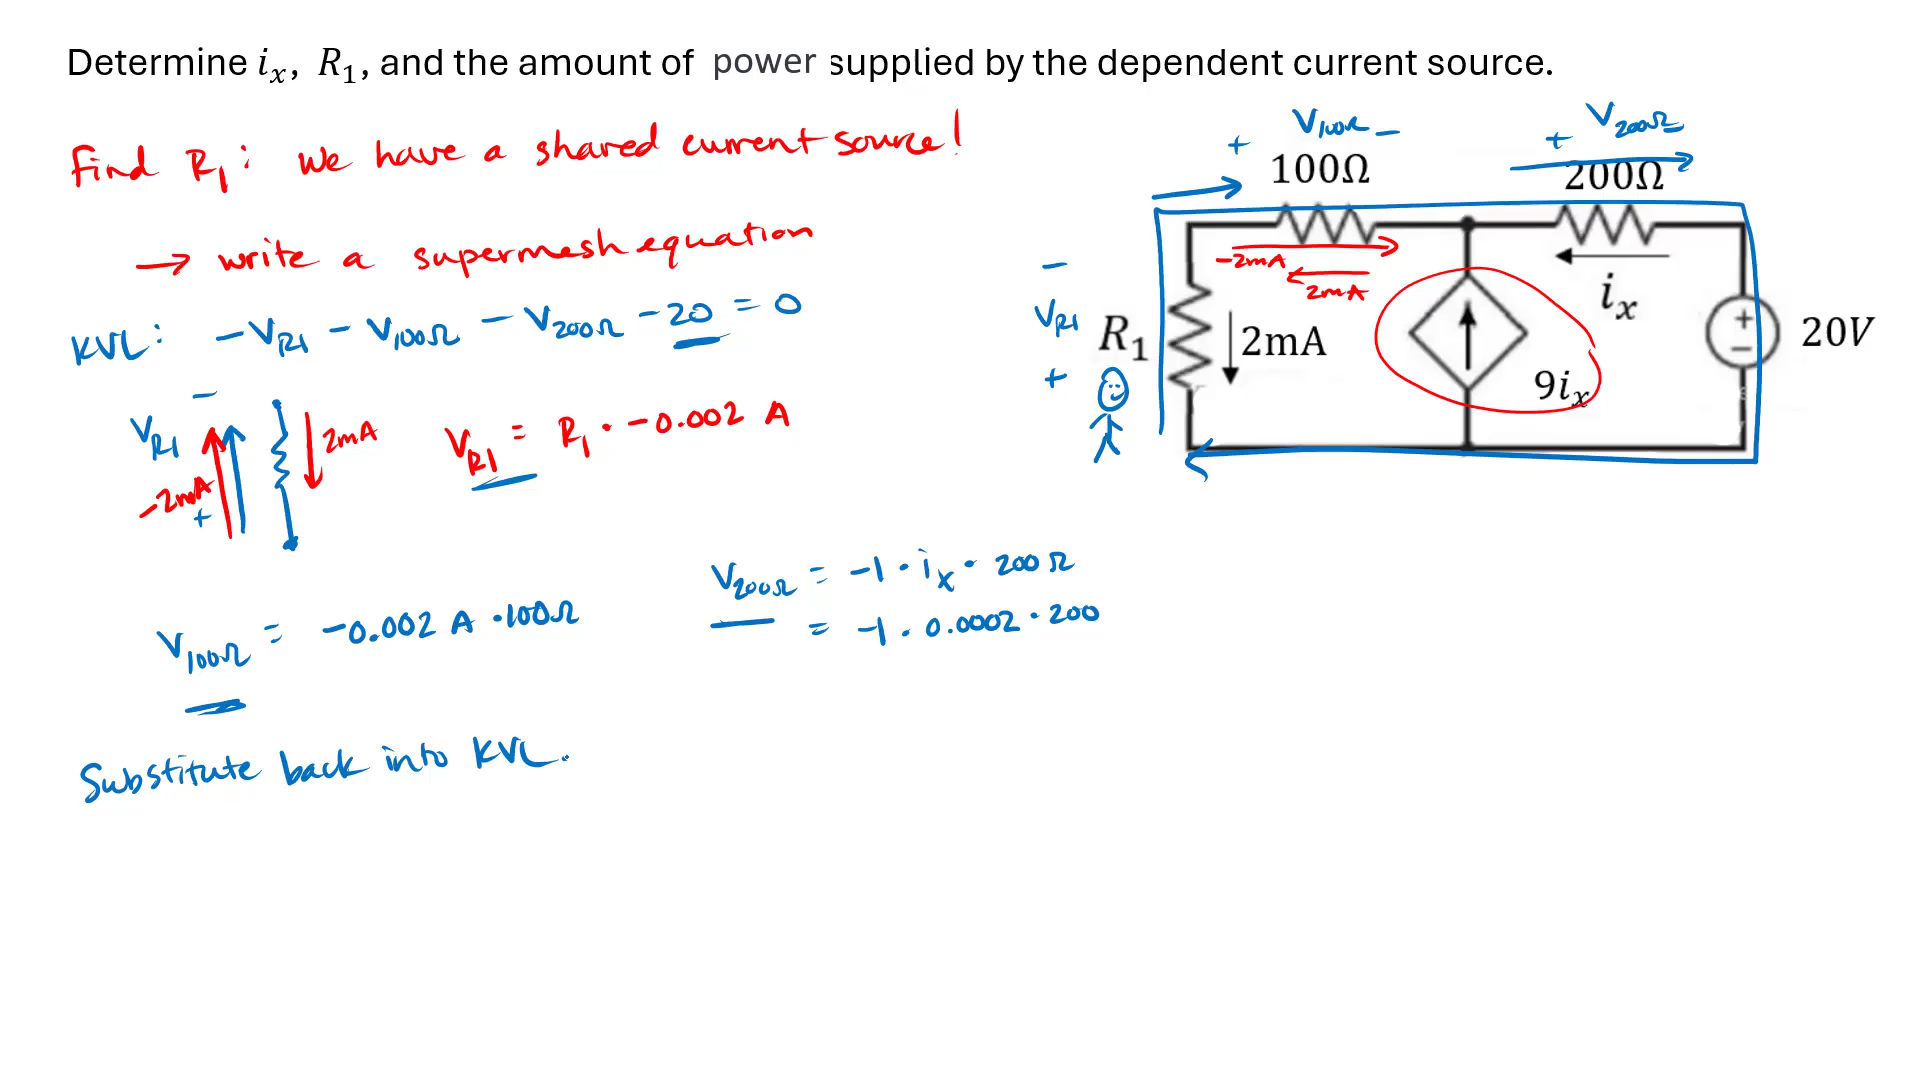 Determine iₓ, R₁, and the amount of power supplied by the dependent current source.
Find R₁: We have a shared current source!
→ write a supermesh equation
KVL: -V_R1 - V_100Ω - V_200Ω - 20 = 0
-
V_R1
-2mA
+
2mA
V_R1 = R₁ · -0.002 A
V_200Ω = -1 · iₓ · 200Ω
= -1 · 0.0002 · 200
V_100Ω = -0.002 A · 100Ω
Substitute back into KVL.
+ V_100Ω -
+ V_200Ω
100Ω
200Ω
-2mA
2mA
iₓ
-
V_R1
+
R₁
2mA
9iₓ
+
-
20V